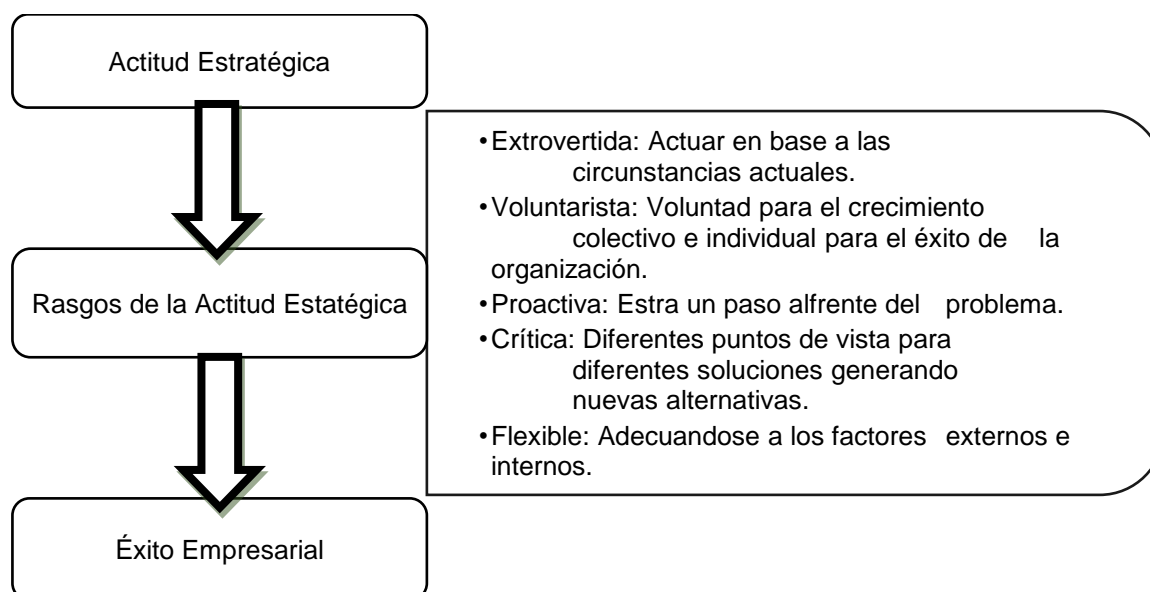 Actitud Estratégica
Rasgos de la Actitud Estatégica
•Extrovertida: Actuar en base a las
circunstancias actuales.
•Voluntarista: Voluntad para el crecimiento
colectivo e individual para el éxito de la
organización.
•Proactiva: Estra un paso alfrente del problema.
•Crítica: Diferentes puntos de vista para
diferentes soluciones generando
nuevas alternativas.
•Flexible: Adecuandose a los factores externos e
internos.
Éxito Empresarial